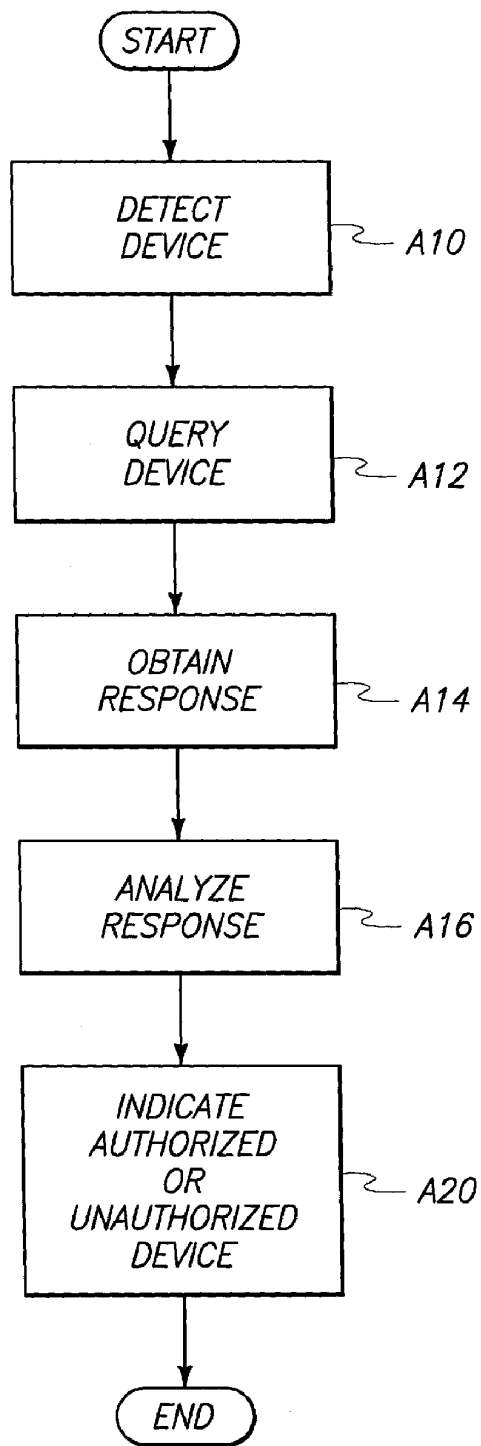 START
DETECT
DEVICE
A10
QUERY
DEVICE
A12
OBTAIN
RESPONSE
A14
ANALYZE
RESPONSE
A16
INDICATE
AUTHORIZED
OR
UNAUTHORIZED
DEVICE
A20
END